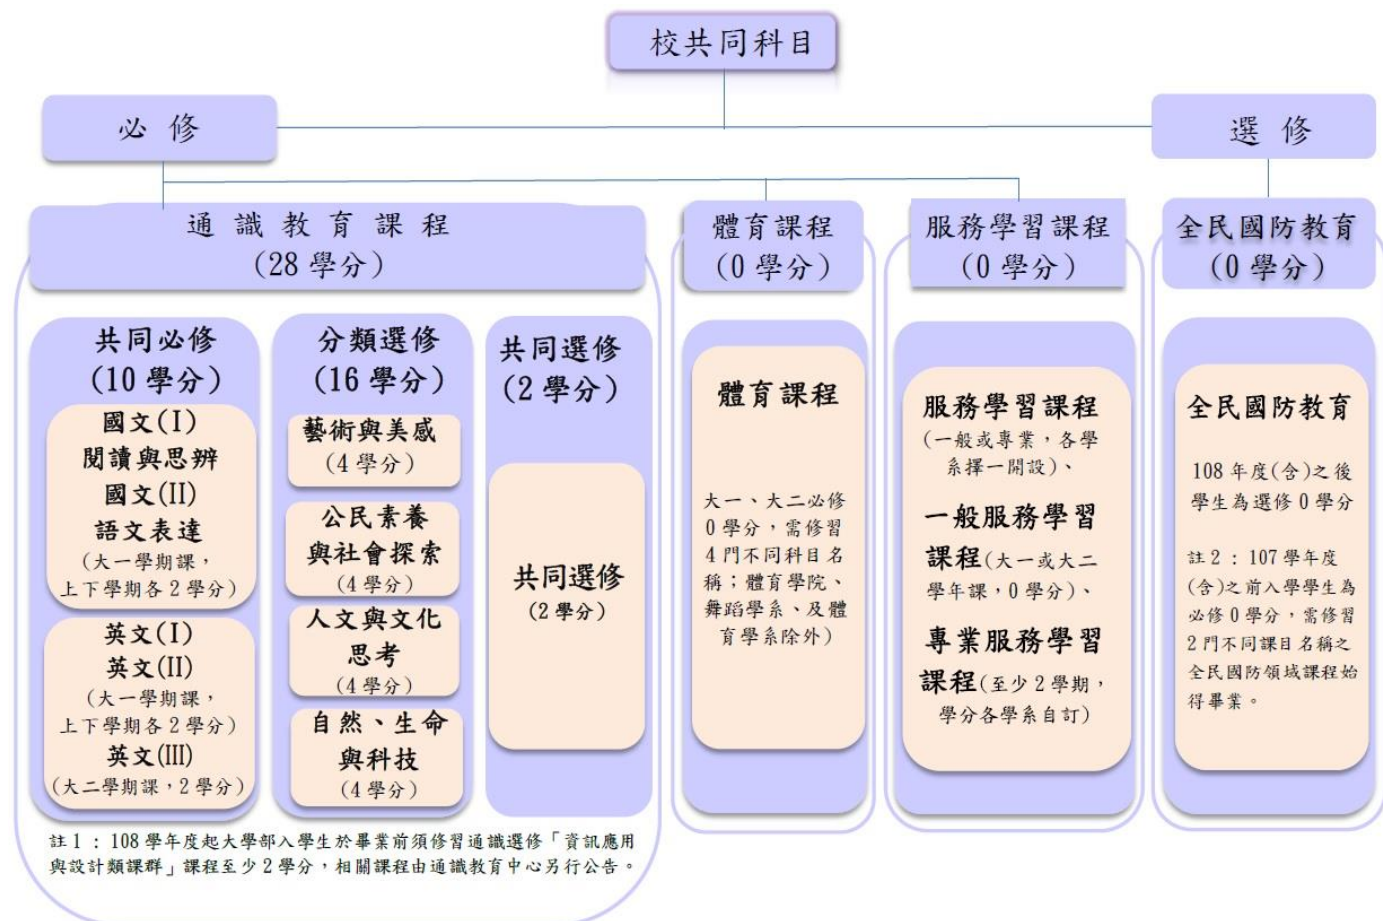 校共同科目
必 修
選 修
通 識 教 育 課 程
(28 學分)
共同必修
(10 學分)
國文(I)
閱讀與思辨
國文(II)
語文表達
(大一學期課，
上下學期各 2 學分)
英文(I)
英文(II)
(大一學期課，
上下學期各 2 學分)
英文(III)
(大二學期課，2 學分)
分類選修
(16 學分)
藝術與美感
(4 學分)
公民素養
與社會探索
(4 學分)
人文與文化
思考
(4 學分)
自然、生命
與科技
(4 學分)
共同選修
(2 學分)
共同選修
(2 學分)
註 1 : 108 學年度起大學部入學生於畢業前須修習通識選修「資訊應用
與設計類課群」課程至少 2 學分，相關課程由通識教育中心另行公告。
體育課程
(0 學分)
體育課程
大一、大二必修
0 學分，需修習
4 門不同科目名
稱；體育學院、
舞蹈學系、及體
育學系除外)
服務學習課程
(0 學分)
服務學習課程
(一般或專業，各學
系擇一開設)、
一般服務學習
課程(大一或大二
學年課，0 學分)、
專業服務學習
課程(至少 2 學期，
學分各學系自訂)
全民國防教育
(0 學分)
全民國防教育
108 年度(含)之後
學生為選修 0 學分
註 2 : 107 學年度
(含)之前入學學生為
必修 0 學分，需修習
2 門不同課目名稱之
全民國防領域課程始
得畢業。